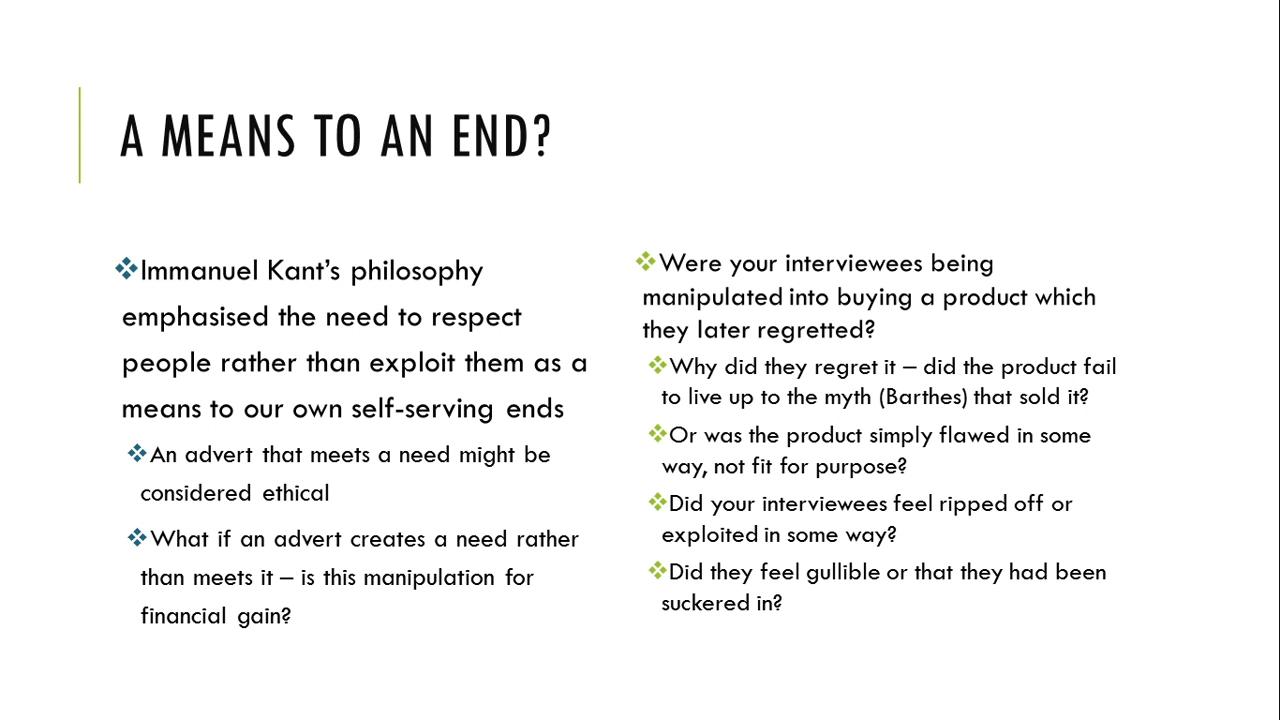 A MEANS TO AN END?
❖Immanuel Kant’s philosophy
emphasised the need to respect
people rather than exploit them as a
means to our own self-serving ends
❖An advert that meets a need might be
considered ethical
❖What if an advert creates a need rather
than meets it – is this manipulation for
financial gain?
❖Were your interviewees being
manipulated into buying a product which
they later regretted?
❖Why did they regret it – did the product fail
to live up to the myth (Barthes) that sold it?
❖Or was the product simply flawed in some
way, not fit for purpose?
❖Did your interviewees feel ripped off or
exploited in some way?
❖Did they feel gullible or that they had been
suckered in?